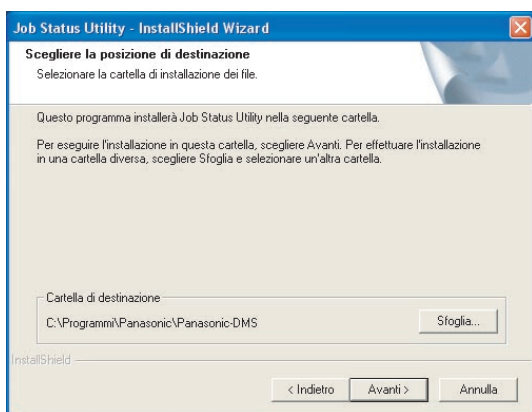 Job Status Utility - InstallShield Wizard
Scegliere la posizione di destinazione
Selezionare la cartella di installazione dei file.
Questo programma installerà Job Status Utility nella seguente cartella.
Per eseguire l'installazione in questa cartella, scegliere Avanti. Per effettuare l'installazione
in una cartella diversa, scegliere Sfoglia e selezionare un'altra cartella.
Cartella di destinazione
C:\Programmi\Panasonic\Panasonic-DMS
Sfoglia...
InstallShield
< Indietro
Avanti >
Annulla